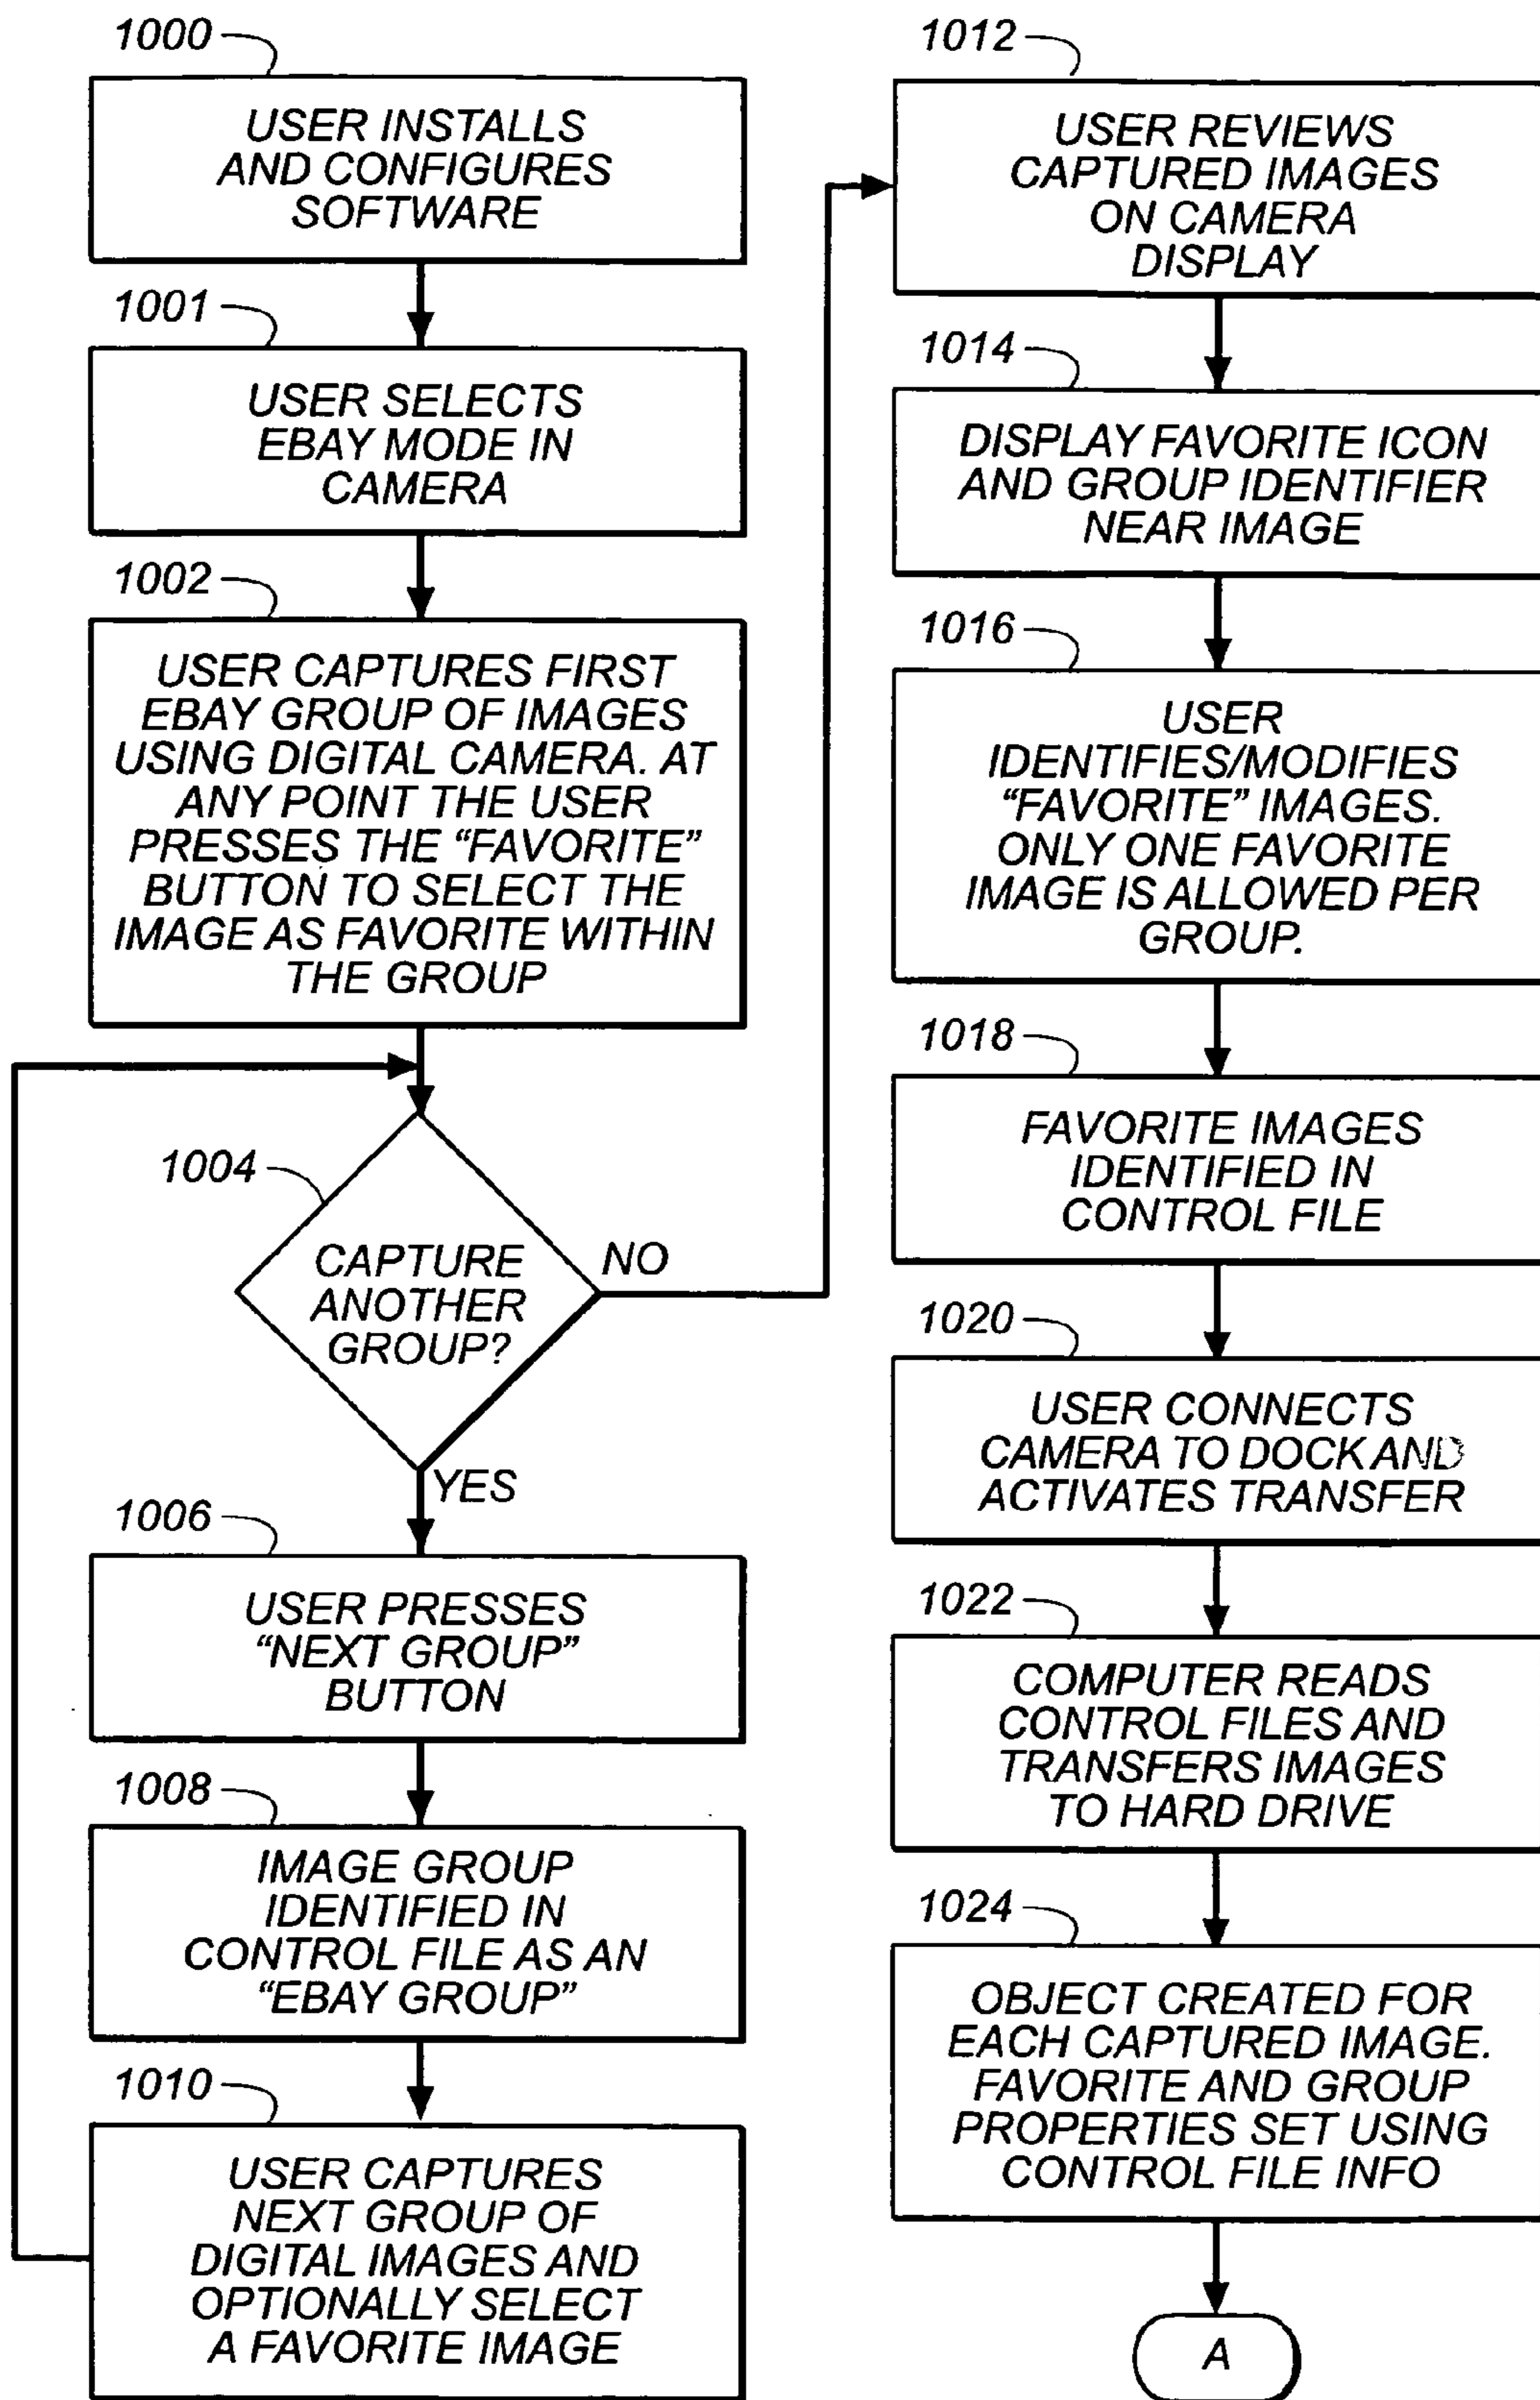 1000
USER INSTALLS
AND CONFIGURES
SOFTWARE
1001
USER SELECTS
EBAY MODE IN
CAMERA
1002
USER CAPTURES FIRST
EBAY GROUP OF IMAGES
USING DIGITAL CAMERA. AT
ANY POINT THE USER
PRESSES THE “FAVORITE”
BUTTON TO SELECT THE
IMAGE AS FAVORITE WITHIN
THE GROUP
1004
CAPTURE
ANOTHER
GROUP?
NO
YES
1006
USER PRESSES
“NEXT GROUP”
BUTTON
1008
IMAGE GROUP
IDENTIFIED IN
CONTROL FILE AS AN
“EBAY GROUP”
1010
USER CAPTURES
NEXT GROUP OF
DIGITAL IMAGES AND
OPTIONALLY SELECT
A FAVORITE IMAGE
1012
USER REVIEWS
CAPTURED IMAGES
ON CAMERA
DISPLAY
1014
DISPLAY FAVORITE ICON
AND GROUP IDENTIFIER
NEAR IMAGE
1016
USER
IDENTIFIES/MODIFIES
“FAVORITE” IMAGES.
ONLY ONE FAVORITE
IMAGE IS ALLOWED PER
GROUP.
1018
FAVORITE IMAGES
IDENTIFIED IN
CONTROL FILE
1020
USER CONNECTS
CAMERA TO DOCK AND
ACTIVATES TRANSFER
1022
COMPUTER READS
CONTROL FILES AND
TRANSFERS IMAGES
TO HARD DRIVE
1024
OBJECT CREATED FOR
EACH CAPTURED IMAGE.
FAVORITE AND GROUP
PROPERTIES SET USING
CONTROL FILE INFO
A